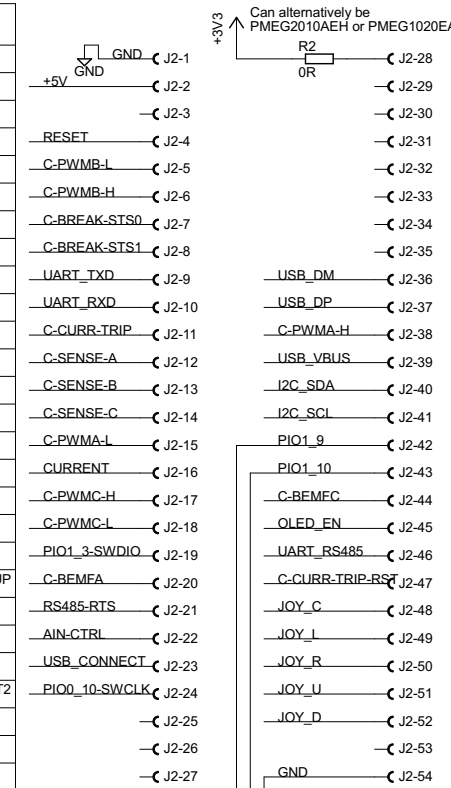 Can alternatively be
PMEG2010AEH or PMEG1020EA
+3V3
R2
0R
GND J2-1
GND
+5V J2-2
J2-3
RESET J2-4
C-PWMB-L J2-5
C-PWMB-H J2-6
C-BREAK-STS0 J2-7
C-BREAK-STS1 J2-8
UART_TXD J2-9
UART_RXD J2-10
C-CURR-TRIP J2-11
C-SENSE-A J2-12
C-SENSE-B J2-13
C-SENSE-C J2-14
C-PWMA-L J2-15
CURRENT J2-16
C-PWMC-H J2-17
C-PWMC-L J2-18
PIO1_3-SWDIO J2-19
UP
C-BEMFA J2-20
RS485-RTS J2-21
AIN-CTRL J2-22
USB_CONNECT J2-23
T2
PIO0_10-SWCLK J2-24
J2-25
J2-26
J2-27
J2-28
J2-29
J2-30
J2-31
J2-32
J2-33
J2-34
J2-35
USB_DM J2-36
USB_DP J2-37
C-PWMA-H J2-38
USB_VBUS J2-39
I2C_SDA J2-40
I2C_SCL J2-41
PIO1_9 J2-42
PIO1_10 J2-43
C-BEMFC J2-44
OLED_EN J2-45
UART_RS485 J2-46
C-CURR-TRIP-RST J2-47
JOY_C J2-48
JOY_L J2-49
JOY_R J2-50
JOY_U J2-51
JOY_D J2-52
J2-53
GND J2-54